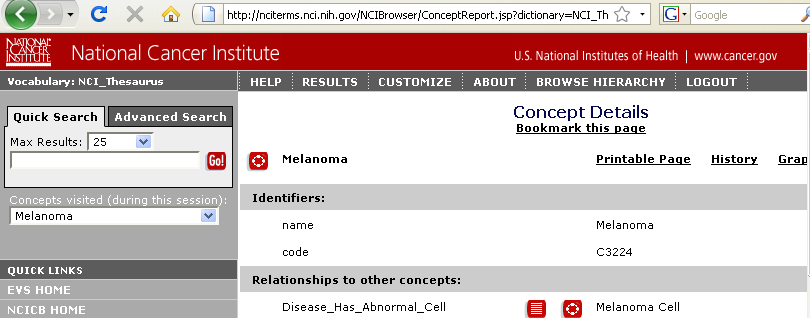 http://nciterms.nci.nih.gov/NCIBrowser/ConceptReport.jsp?dictionary=NCI_Th
Google
NATIONAL CANCER INSTITUTE
National Cancer Institute
U.S. National Institutes of Health | www.cancer.gov
Vocabulary: NCI_Thesaurus
HELP RESULTS CUSTOMIZE ABOUT BROWSE HIERARCHY LOGOUT
Quick Search Advanced Search
Max Results: 25
Go!
Concepts visited (during this session):
Melanoma
QUICK LINKS
EVS HOME
NCICB HOME
Concept Details
Bookmark this page
Melanoma Printable Page History Grap
Identifiers:
name Melanoma
code C3224
Relationships to other concepts:
Disease_Has_Abnormal_Cell Melanoma Cell